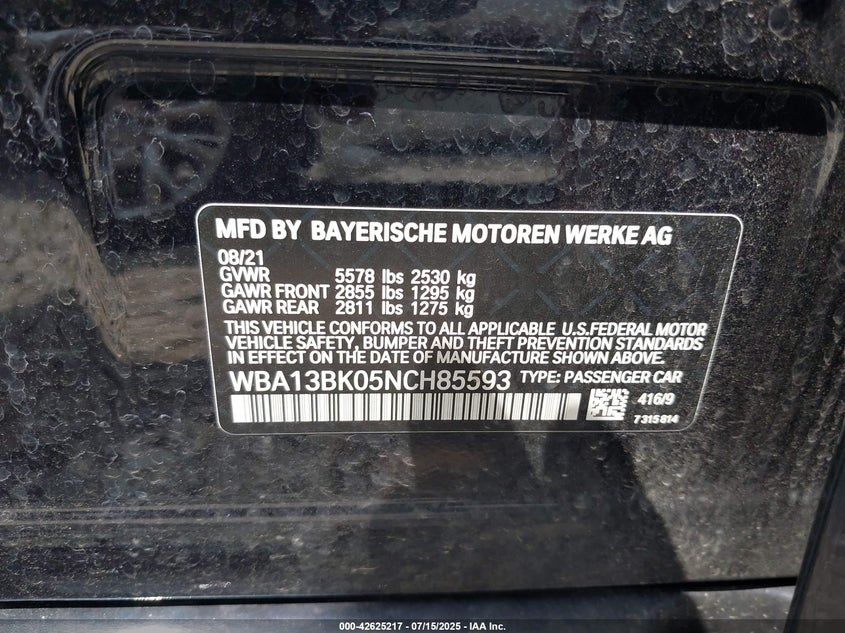 MFD BY BAYERISCHE MOTOREN WERKE AG
08/21
GVWR 5578 lbs 2530 kg
GAWR FRONT 2855 lbs 1295 kg
GAWR REAR 2811 lbs 1275 kg
THIS VEHICLE CONFORMS TO ALL APPLICABLE U.S.FEDERAL MOTOR
VEHICLE SAFETY, BUMPER AND THEFT PREVENTION STANDARDS
IN EFFECT ON THE DATE OF MANUFACTURE SHOWN ABOVE.
WBA13BK05NCH85593 TYPE: PASSENGER CAR
416/9
7315814
000-42625217 - 07/15/2025 - IAA Inc.